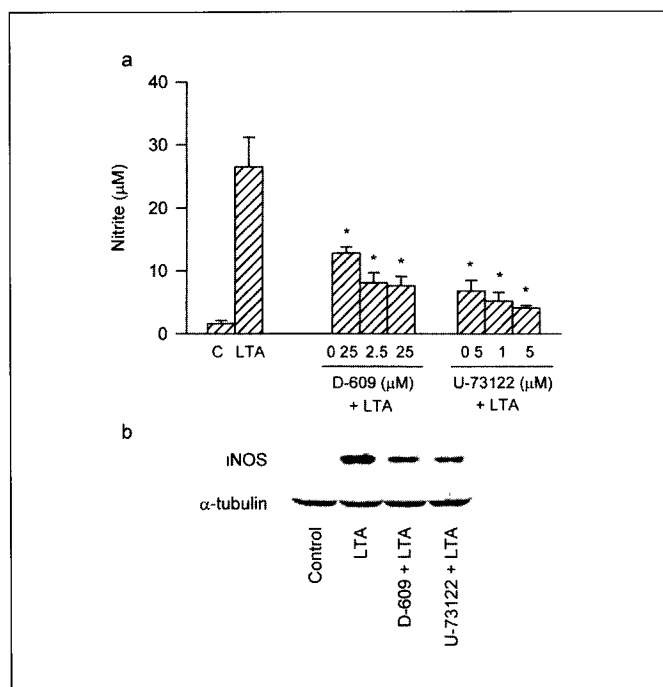 a
40
30
20
10
0
Nitrite (μM)
* * * * * *
C LTA 0 25 2.5 25 0 5 1 5
D-609 (μM) U-73122 (μM)
+ LTA + LTA
b
iNOS
α-tubulin
Control
LTA
D-609 + LTA
U-73122 + LTA